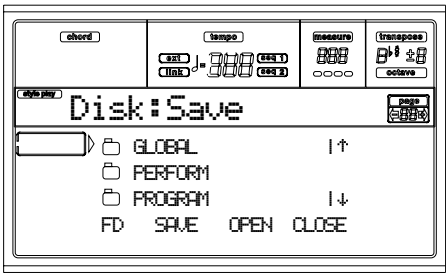 chord tempo measure transpose
ext seq 1
link seq 2
octave
style play
Disk:Save
page
GLOBAL
PERFORM
PROGRAM
FD SAVE OPEN CLOSE